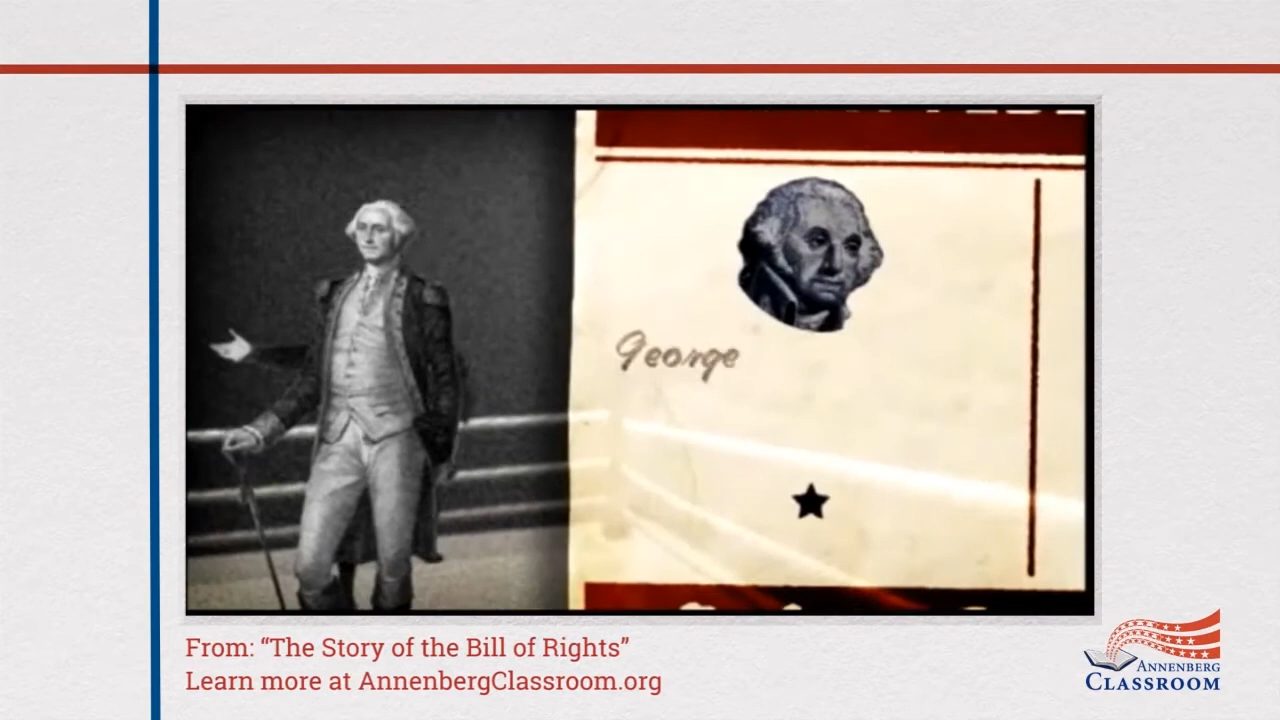 George
From: “The Story of the Bill of Rights”
Learn more at AnnenbergClassroom.org
ANNENBERG
CLASSROOM